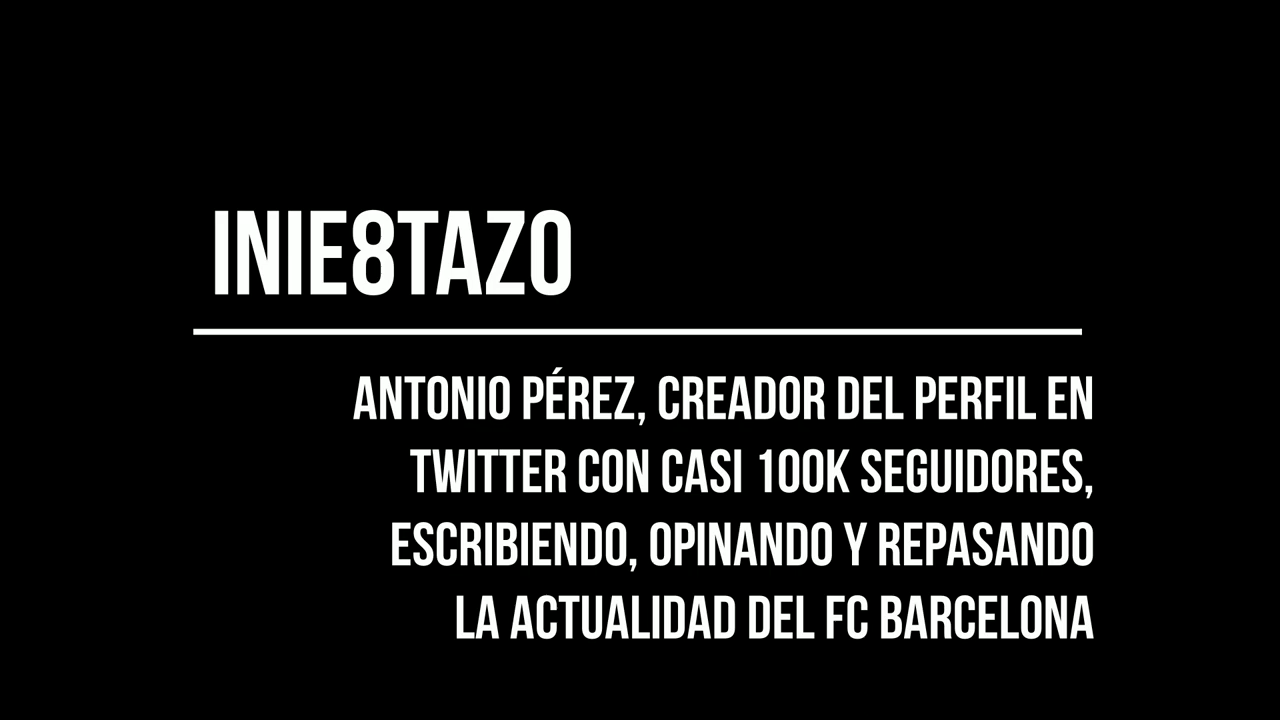 INIE8TAZO
ANTONIO PÉREZ, CREADOR DEL PERFIL EN
TWITTER CON CASI 100K SEGUIDORES,
ESCRIBIENDO, OPINANDO Y REPASANDO
LA ACTUALIDAD DEL FC BARCELONA